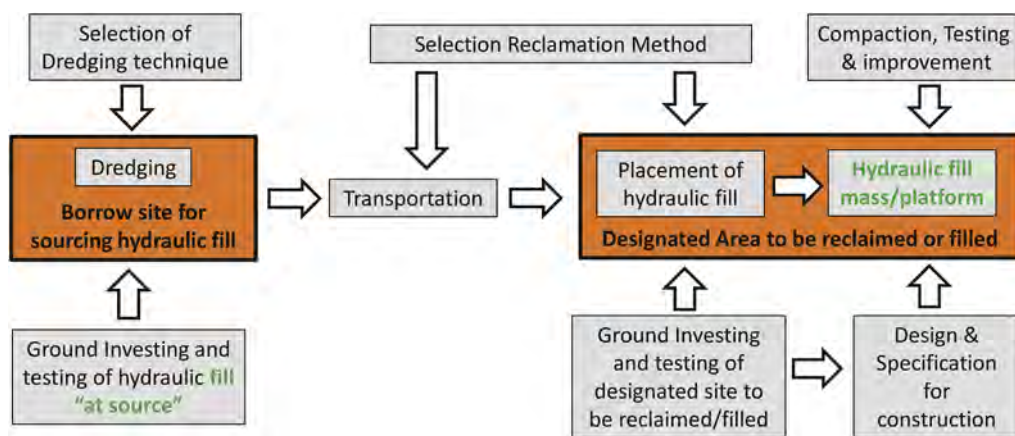 Selection of
Dredging technique
Selection Reclamation Method
Compaction, Testing
& improvement
Dredging
Borrow site for
sourcing hydraulic fill
Transportation
Placement of
hydraulic fill
Hydraulic fill
mass/platform
Designated Area to be reclaimed or filled
Ground Investing and
testing of hydraulic fill
"at source"
Ground Investing
and testing of
designated site to
be reclaimed/filled
Design &
Specification for
construction